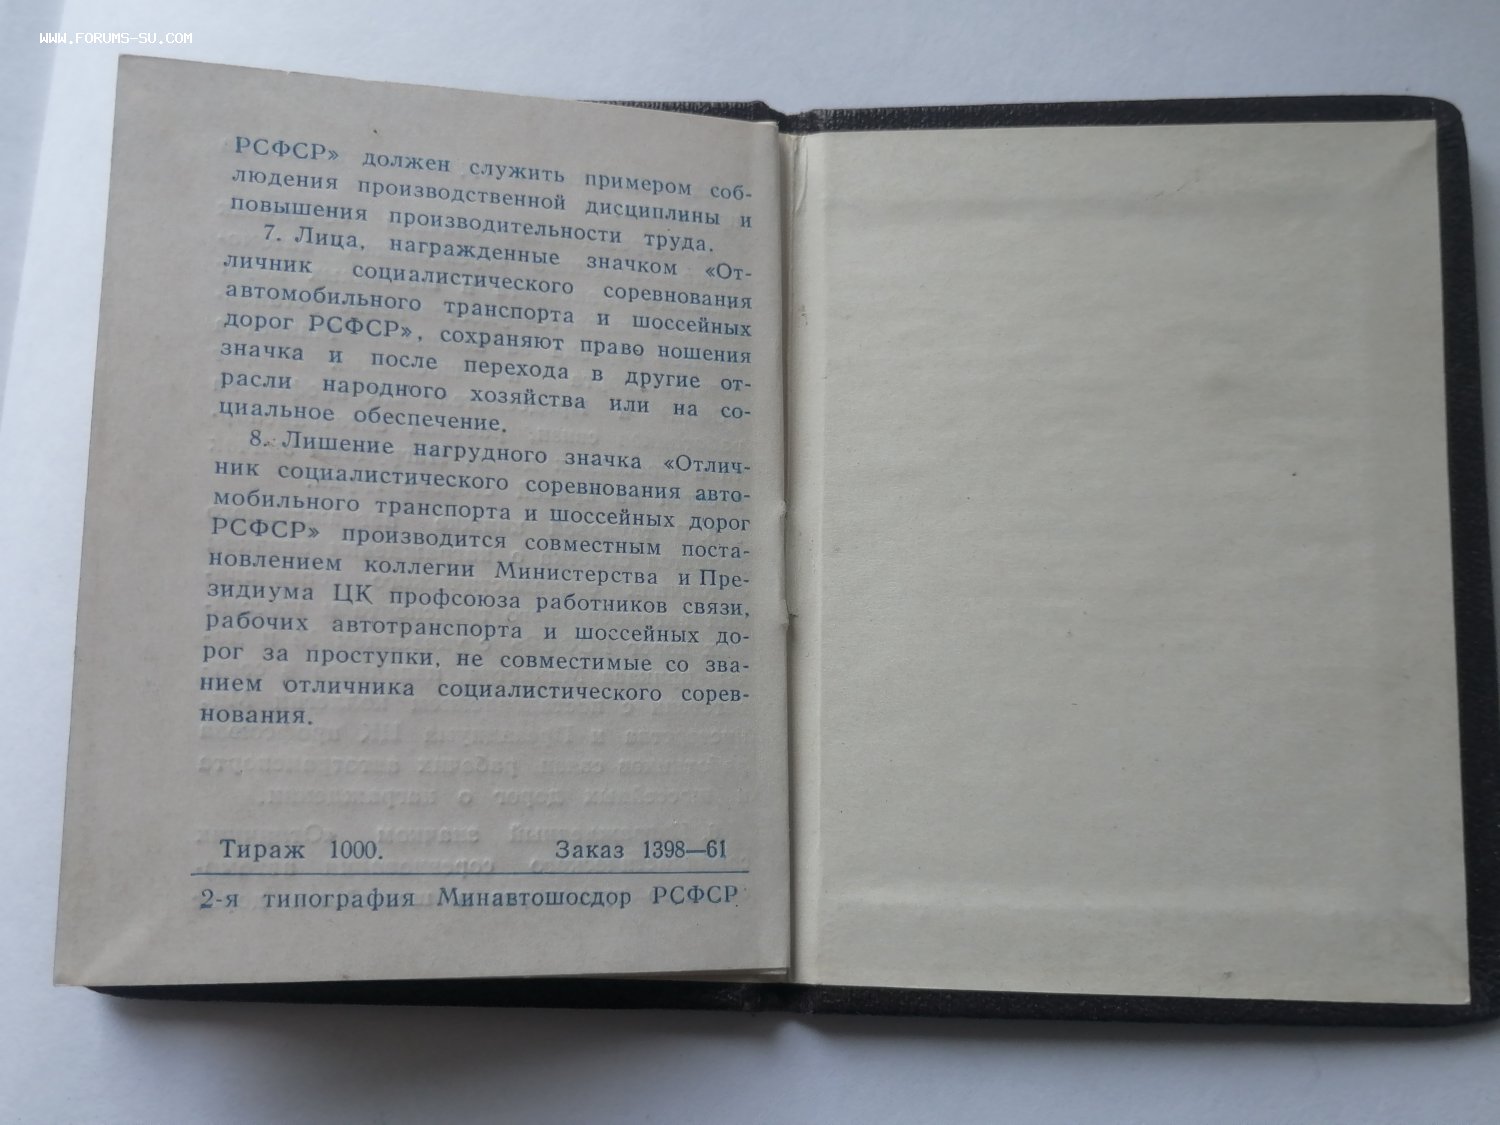 WWW.FORUMS-SU.COM
РСФСР» должен служить примером соб-
людения производственной дисциплины и
повышения производительности труда.
7. Лица, награжденные значком «От-
личник социалистического соревнования
автомобильного транспорта и шоссейных
дорог РСФСР», сохраняют право ношения
значка и после перехода в другие от-
расли народного хозяйства или на со-
циальное обеспечение.
8. Лишение нагрудного значка «Отлич-
ник социалистического соревнования авто-
мобильного транспорта и шоссейных дорог
РСФСР» производится совместным поста-
новлением коллегии Министерства и Пре-
зидиума ЦК профсоюза работников связи,
рабочих автотранспорта и шоссейных до-
рог за проступки, не совместимые со зва-
нием отличника социалистического сорев-
нования.
Тираж 1000. Заказ 1398—61
2-я типография Минавтошосдор РСФСР